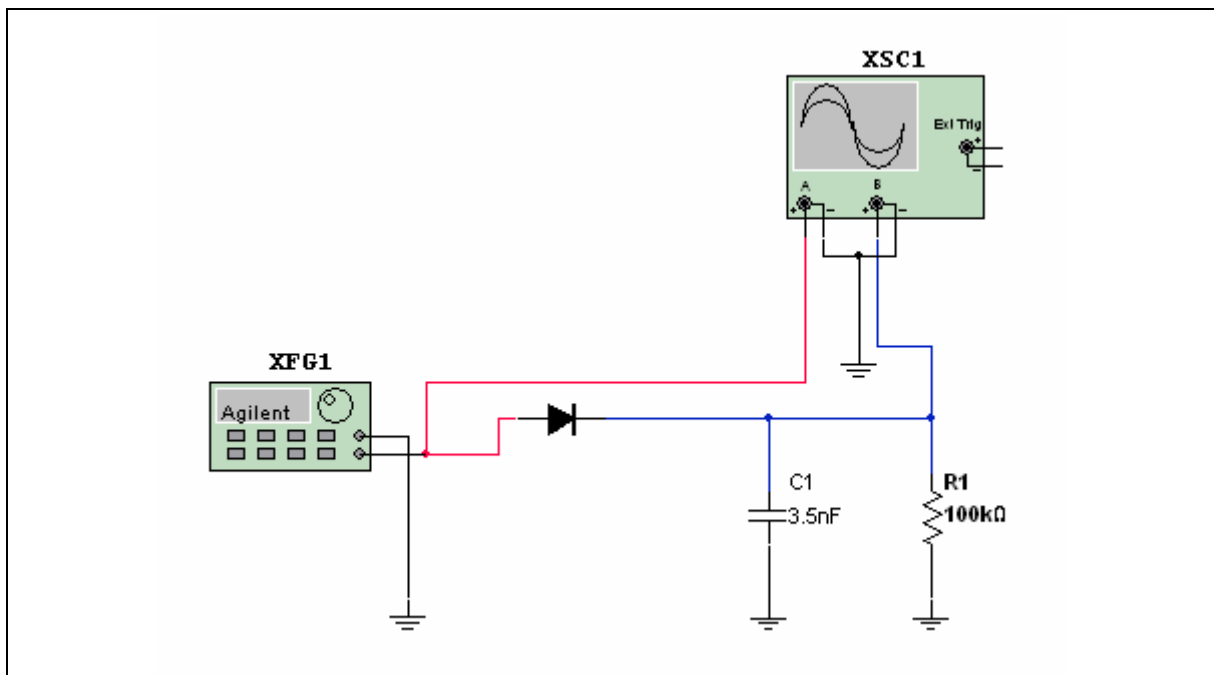 XSC1
Ext Trig
+
−
A
B
+
−
+
−
XFG1
Agilent
C1
3.5nF
R1
100kΩ